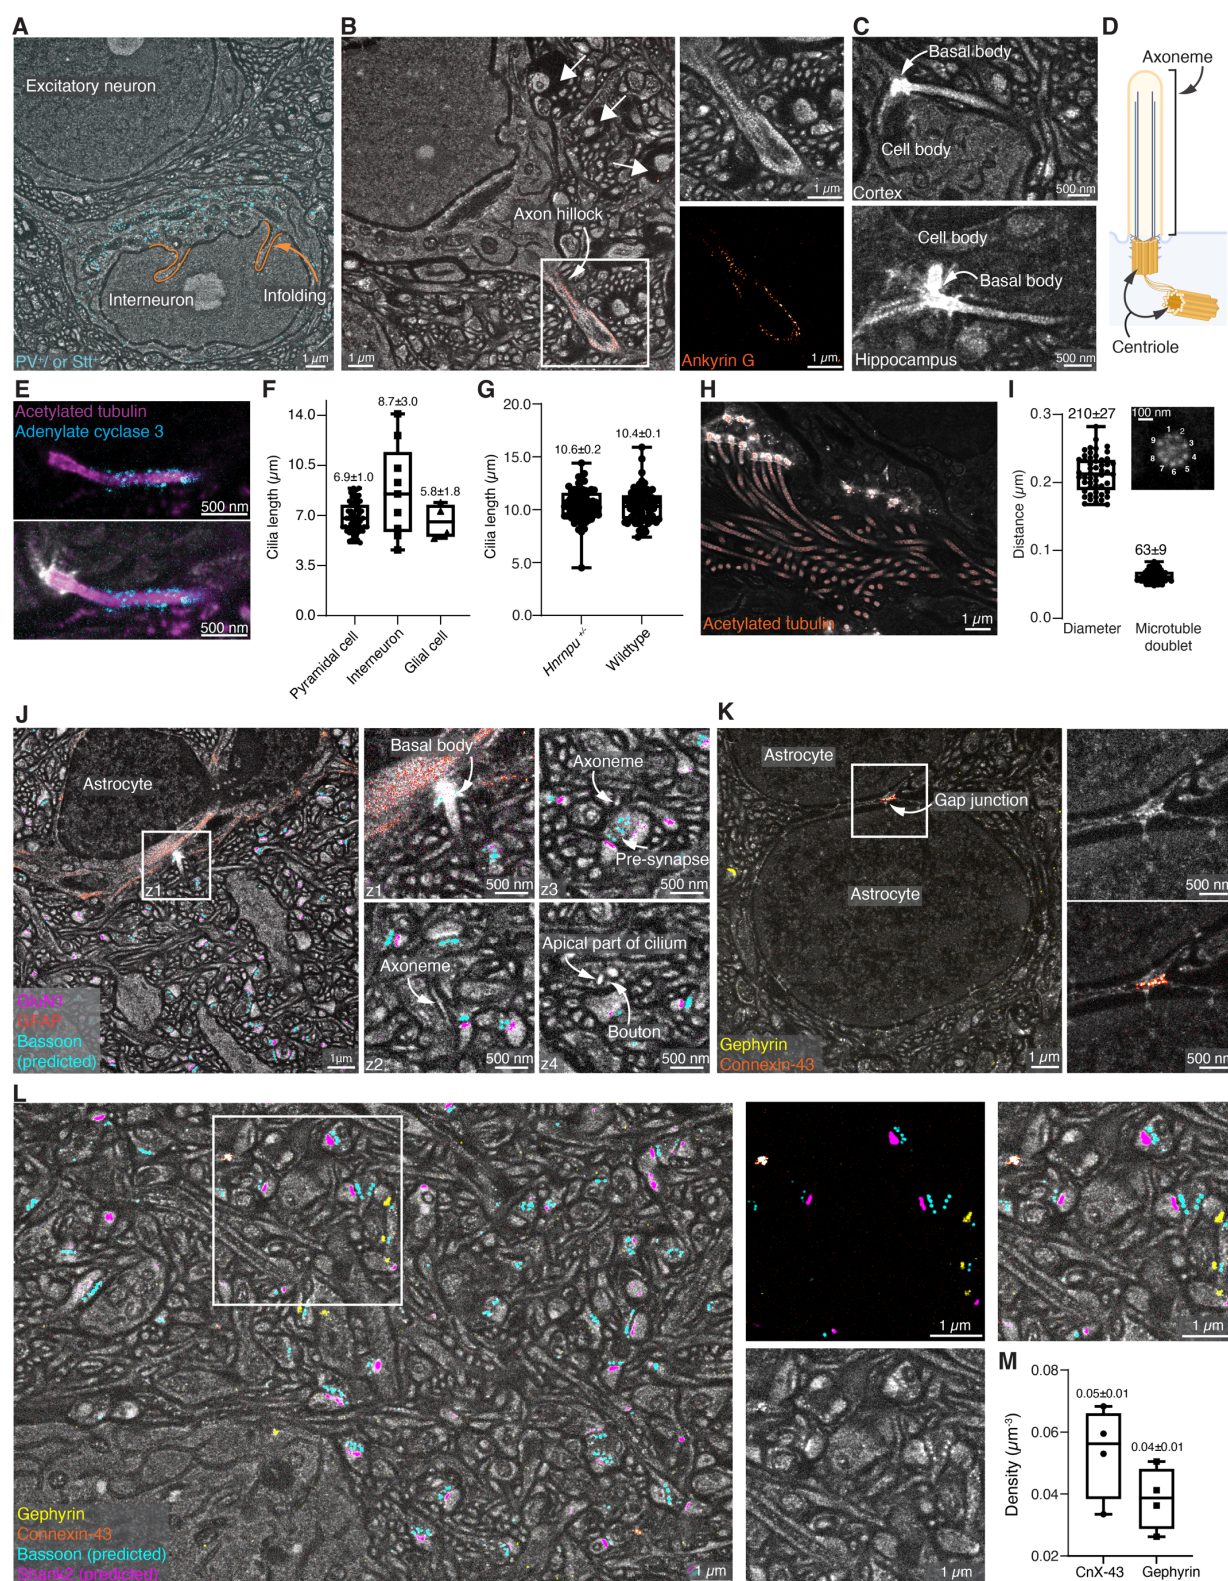 A
Excitatory neuron
Interneuron
Infolding
PV⁺/ or Stt⁺
1 µm
B
Axon hillock
1 µm
1 µm
Ankyrin G
1 µm
C
Basal body
Cell body
Cortex
500 nm
Cell body
Basal body
Hippocampus
500 nm
D
Axoneme
Centriole
E
Acetylated tubulin
Adenylate cyclase 3
500 nm
500 nm
F
Cilia length (µm)
14.0
10.5
7.0
3.5
0.0
6.9±1.0
8.7±3.0
5.8±1.8
Pyramidal cell
Interneuron
Glial cell
G
Cilia length (µm)
20.0
15.0
10.0
5.0
0.0
10.6±0.2
10.4±0.1
Hnrnpu +/-
Wildtype
H
Acetylated tubulin
1 µm
I
Distance (µm)
0.3
0.2
0.1
0.0
210±27
63±9
100 nm
1
2
3
4
5
6
7
8
9
Diameter
Microtuble
doublet
J
Astrocyte
z1
GluN1
GFAP
Bassoon
(predicted)
1µm
Basal body
z1
500 nm
Axoneme
Pre-synapse
z3
500 nm
Axoneme
z2
500 nm
Apical part of cilium
Bouton
z4
500 nm
K
Astrocyte
Gap junction
Astrocyte
Gephyrin
Connexin-43
1 µm
500 nm
500 nm
L
Gephyrin
Connexin-43
Bassoon (predicted)
Shank2 (predicted)
1 µm
1 µm
1 µm
1 µm
M
Density (µm⁻³)
0.08
0.06
0.04
0.02
0.05±0.01
0.04±0.01
CnX-43
Gephyrin